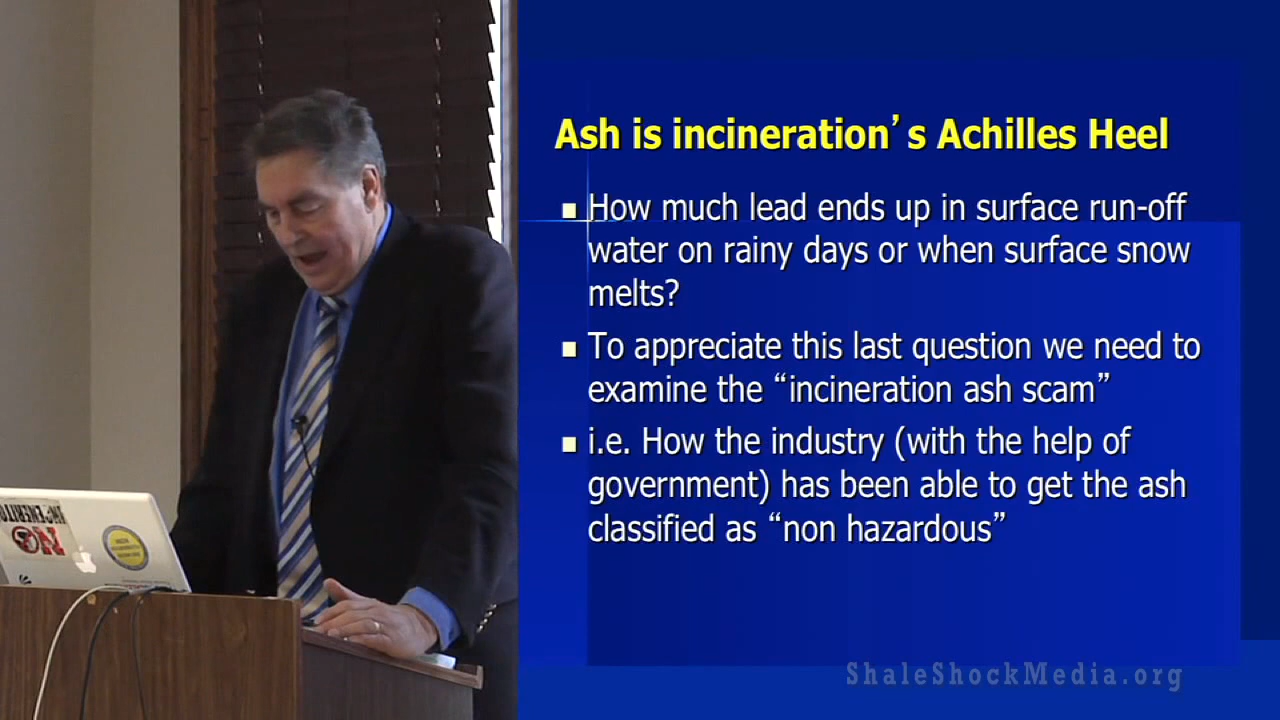 Ash is incineration’s Achilles Heel
▪ How much lead ends up in surface run-off
water on rainy days or when surface snow
melts?
▪ To appreciate this last question we need to
examine the “incineration ash scam”
▪ i.e. How the industry (with the help of
government) has been able to get the ash
classified as “non hazardous”
NO
ShaleShockMedia.org